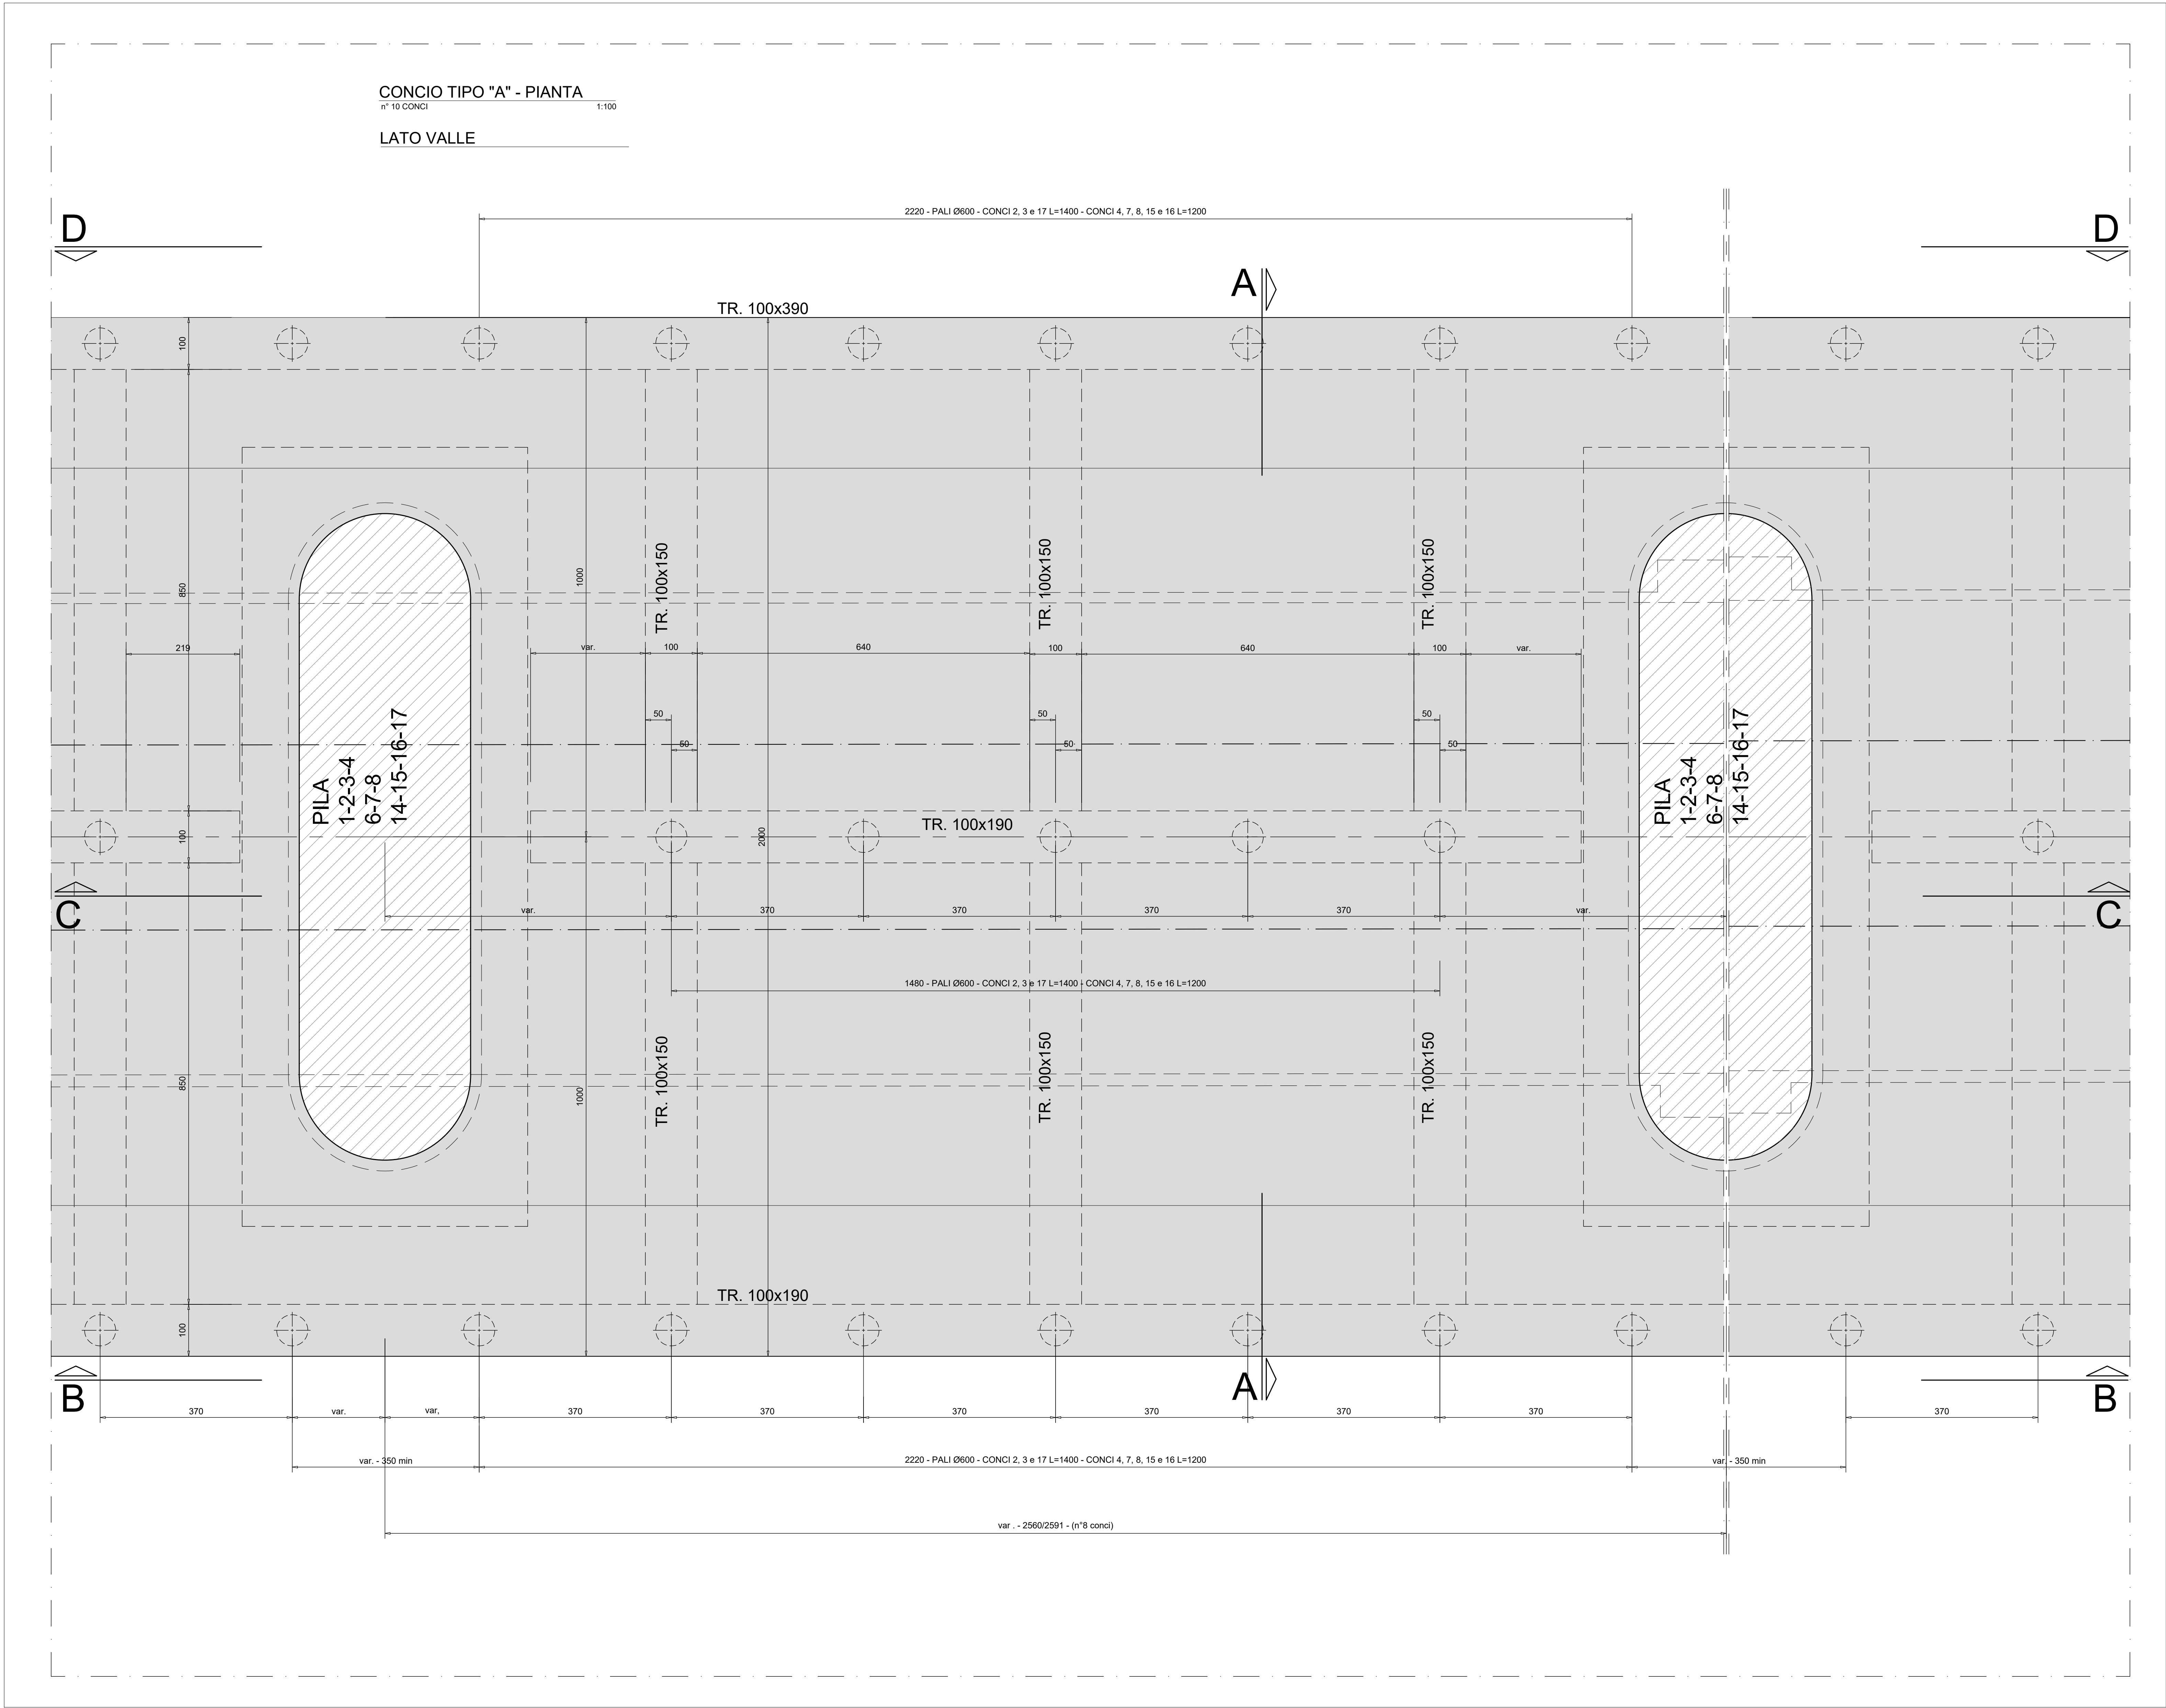 CONCIO TIPO "A" - PIANTA
n° 10 CONCI 1:100
LATO VALLE
2220 - PALI Ø600 - CONCI 2, 3 e 17 L=1400 - CONCI 4, 7, 8, 15 e 16 L=1200
D
D
A
TR. 100x390
100
850
1000
TR. 100x150
TR. 100x150
TR. 100x150
219
var.
100
640
100
640
100
var.
50
50
50
50
50
50
PILA
1-2-3-4
6-7-8
14-15-16-17
PILA
1-2-3-4
6-7-8
14-15-16-17
100
2000
TR. 100x190
C
C
var.
370
370
370
370
var.
1480 - PALI Ø600 - CONCI 2, 3 e 17 L=1400 - CONCI 4, 7, 8, 15 e 16 L=1200
850
1000
TR. 100x150
TR. 100x150
TR. 100x150
TR. 100x190
100
B
A
B
370
var.
var,
370
370
370
370
370
370
370
var. - 350 min
2220 - PALI Ø600 - CONCI 2, 3 e 17 L=1400 - CONCI 4, 7, 8, 15 e 16 L=1200
var. - 350 min
var . - 2560/2591 - (n°8 conci)